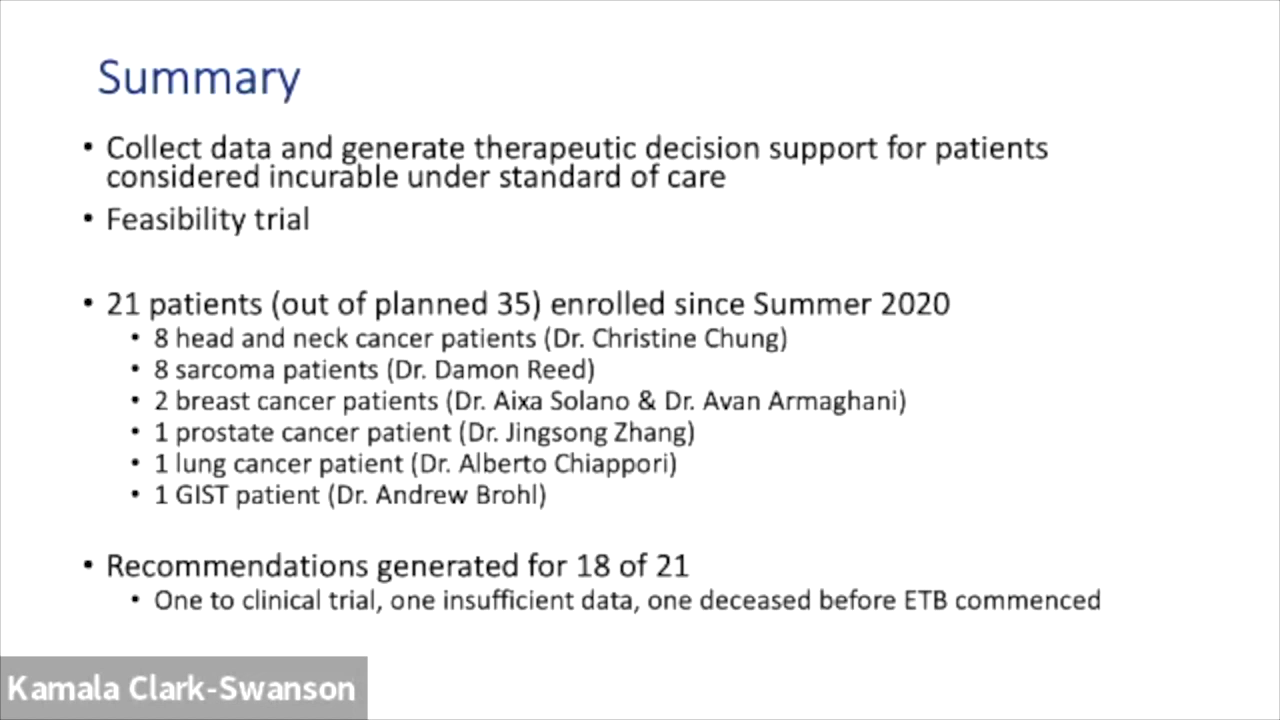 Summary
• Collect data and generate therapeutic decision support for patients
considered incurable under standard of care
• Feasibility trial
• 21 patients (out of planned 35) enrolled since Summer 2020
• 8 head and neck cancer patients (Dr. Christine Chung)
• 8 sarcoma patients (Dr. Damon Reed)
• 2 breast cancer patients (Dr. Aixa Solano & Dr. Avan Armaghani)
• 1 prostate cancer patient (Dr. Jingsong Zhang)
• 1 lung cancer patient (Dr. Alberto Chiappori)
• 1 GIST patient (Dr. Andrew Brohl)
• Recommendations generated for 18 of 21
• One to clinical trial, one insufficient data, one deceased before ETB commenced
Kamala Clark-Swanson